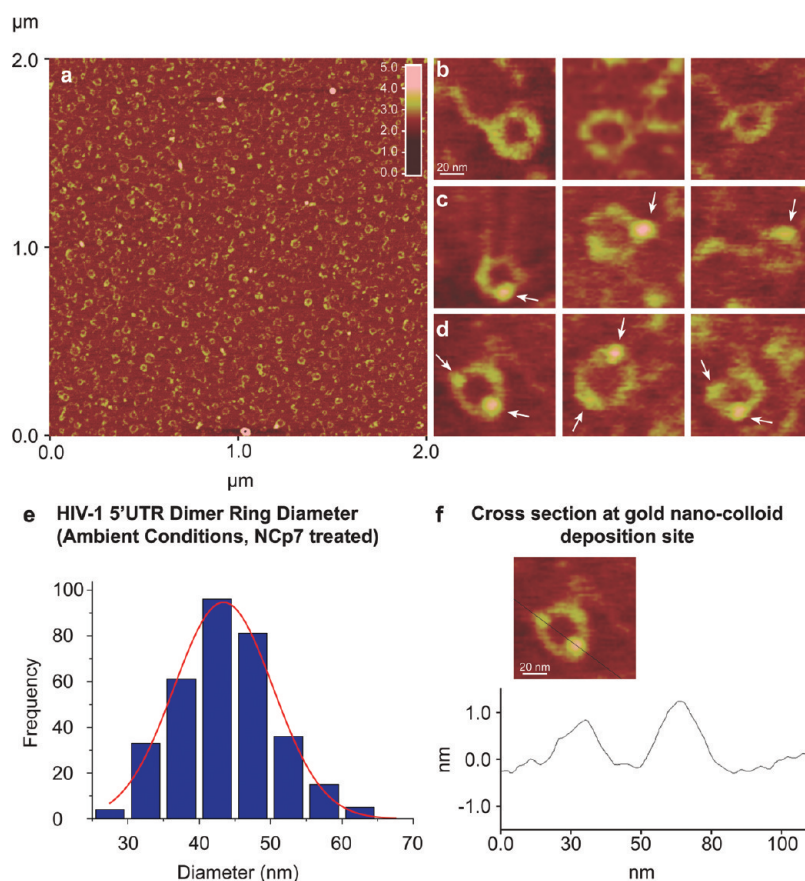 µm
2.0
a
5.0
4.0
3.0
2.0
1.0
0.0
1.0
0.0
0.0
1.0
2.0
µm
b
20 nm
c
d
e HIV-1 5'UTR Dimer Ring Diameter
(Ambient Conditions, NCp7 treated)
100
80
60
40
20
0
Frequency
30 40 50 60 70
Diameter (nm)
f Cross section at gold nano-colloid
deposition site
20 nm
1.0
0.0
-1.0
nm
0.0 30 50 80 100
nm